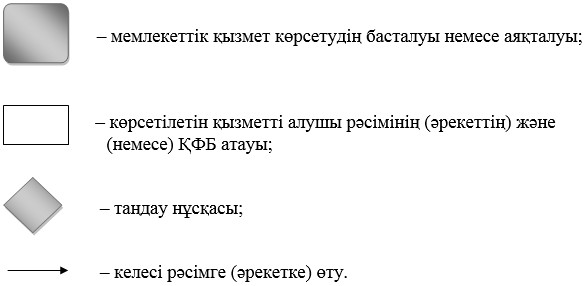 – мемлекеттік қызмет көрсетудің басталуы немесе аяқталуы;
– көрсетілетін қызметті алушы рәсімінің (әрекеттің) және
(немесе) ҚФБ атауы;
– таңдау нұсқасы;
– келесі рәсімге (әрекетке) өту.